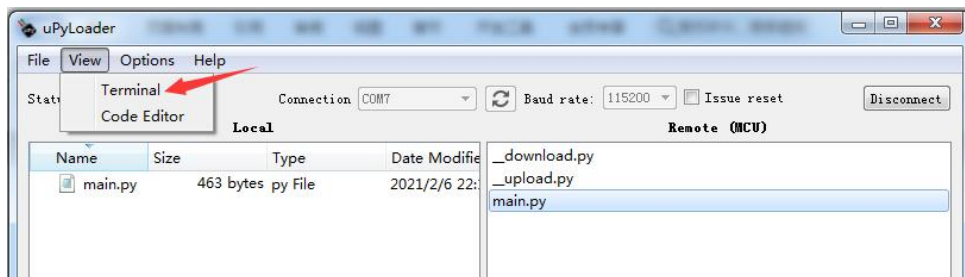 uPyLoader
File View Options Help
Terminal
Code Editor
Connection COM7 Baud rate: 115200 Issue reset Disconnect
Local Remote (MCU)
Name Size Type Date Modifie
main.py 463 bytes py File 2021/2/6 22:
__download.py
__upload.py
main.py